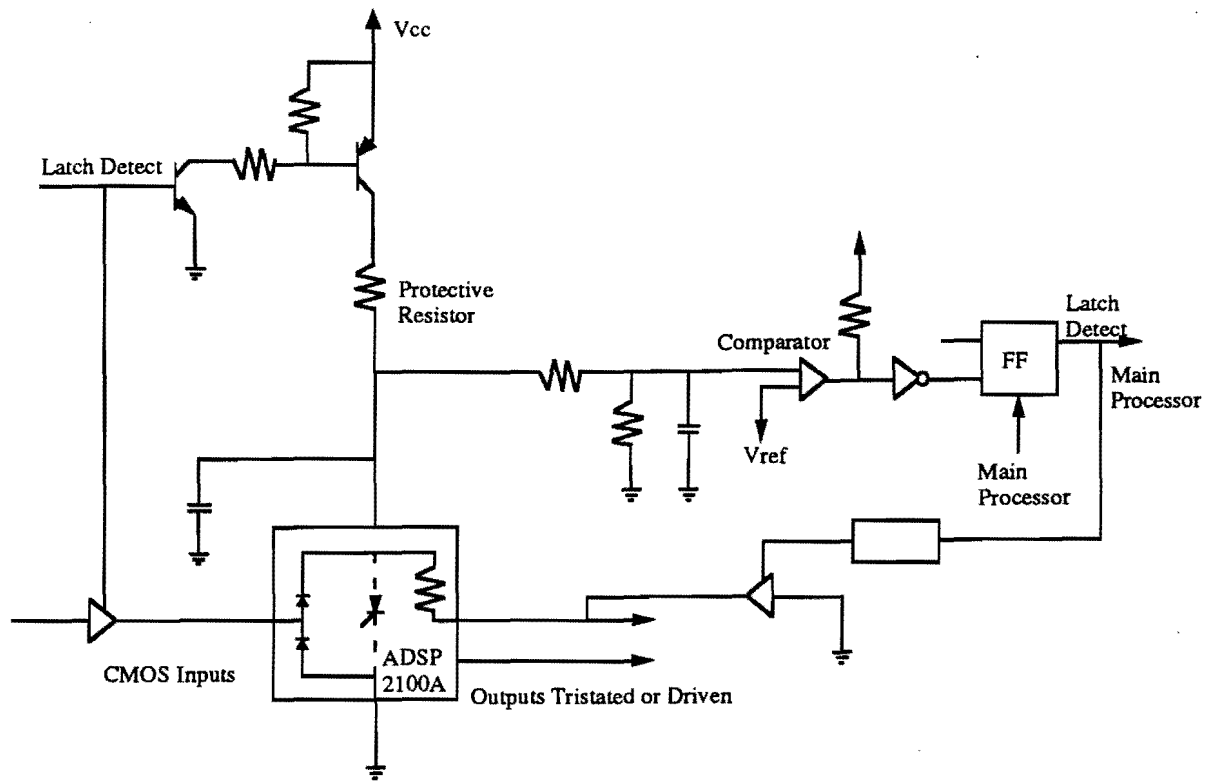 Vcc
Latch Detect
Protective
Resistor
Comparator
Vref
FF
Latch
Detect
Main
Processor
Main
Processor
CMOS Inputs
ADSP
2100A
Outputs Tristated or Driven